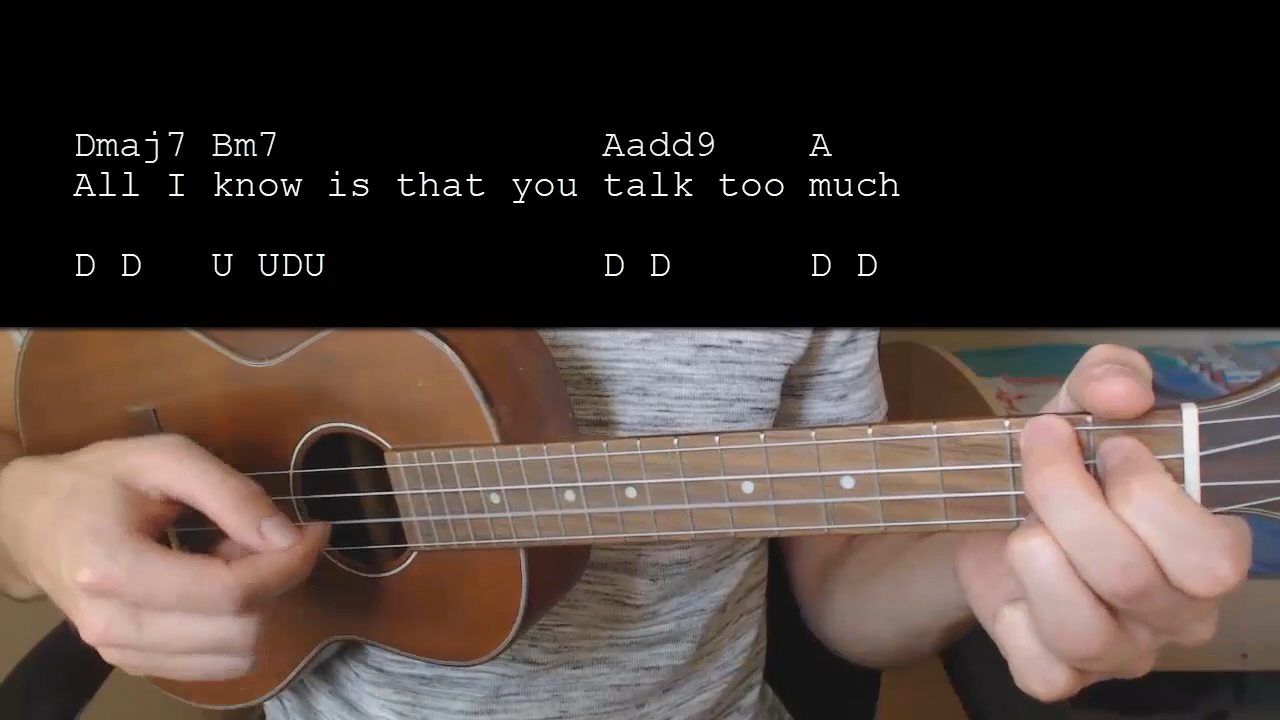 Dmaj7 Bm7 Aadd9 A
All I know is that you talk too much
D D U UDU D D D D